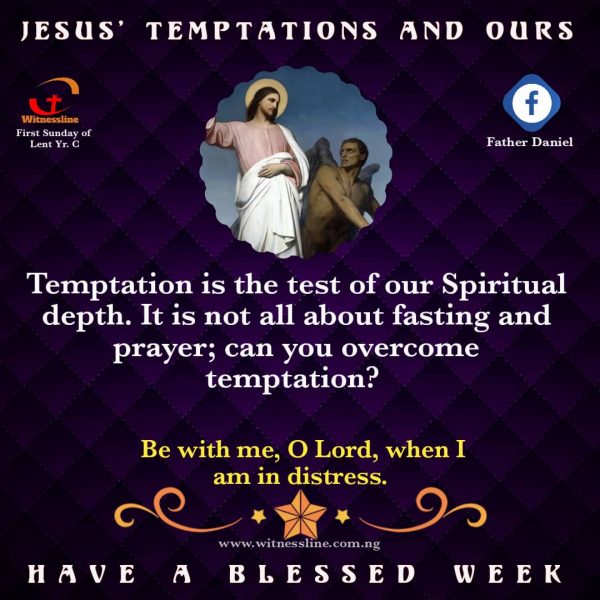 JESUS' TEMPTATIONS AND OURS
Witnessline
First Sunday of
Lent Yr. C
f
Father Daniel
Temptation is the test of our Spiritual
depth. It is not all about fasting and
prayer; can you overcome
temptation?
Be with me, O Lord, when I
am in distress.
www.witnessline.com.ng
HAVE A BLESSED WEEK